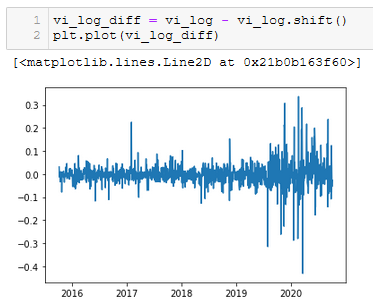 1 vi_log_diff = vi_log - vi_log.shift()
2 plt.plot(vi_log_diff)
[<matplotlib.lines.Line2D at 0x21b0b163f60>]
0.3
0.2
0.1
0.0
−0.1
−0.2
−0.3
−0.4
2016 2017 2018 2019 2020